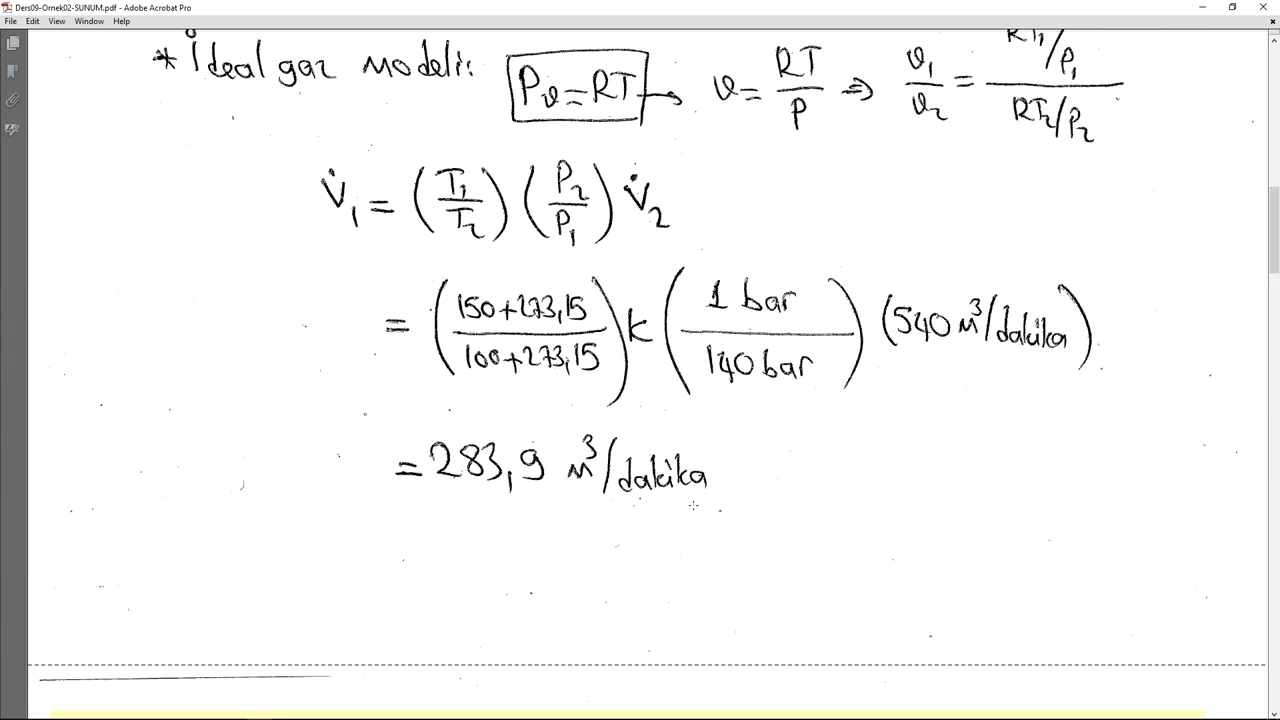 Ders09-Ornek02-SUNUM.pdf - Adobe Acrobat Pro
File Edit View Window Help
* İdeal gaz modeli: Pv=RT → v= RT/P ⇒ v1/v2 = (RT1/P1)/(RT2/P2)
V̇1 = (T1/T2) (P2/P1) V̇2
= (150+273,15/100+273,15)K (1 bar/140 bar) (540 m³/dakika)
= 283,9 m³/dakika